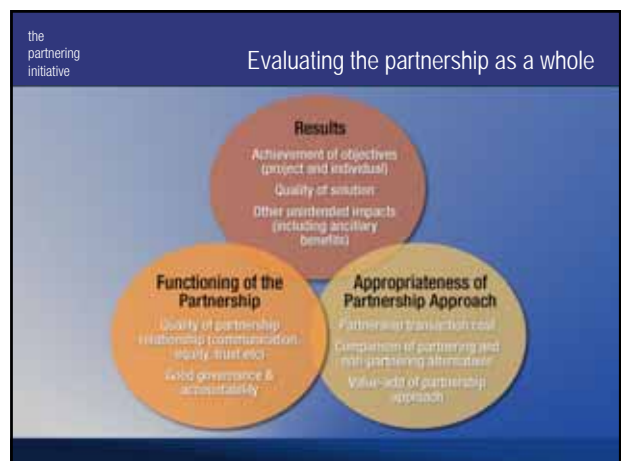 the
partnering
initiative
Evaluating the partnership as a whole
Results
Achievement of objectives
(project and individual)
Quality of solution
Other unintended impacts
(including ancillary
benefits)
Functioning of the
Partnership
Quality of partnership
relationship (communication
equity, trust etc)
Good governance &
accountability
Appropriateness of
Partnership Approach
Partnership transaction cost
Comparison of partnering and
non-partnering alternatives
Value-add of partnership
approach